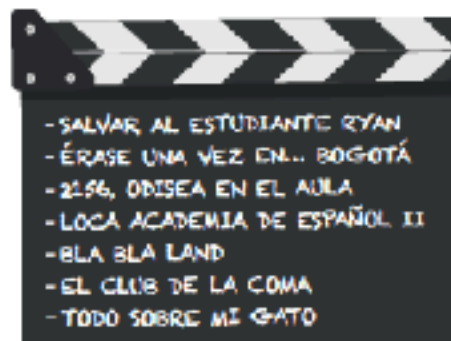 -SALVAR AL ESTUDIANTE RYAN
-ÉRASE UNA VEZ EN... BOGOTÁ
-2156, ODISEA EN EL AULA
-LOCA ACADEMIA DE ESPAÑOL II
-BLA BLA LAND
-EL CLUB DE LA COMA
-TODO SOBRE MI GATO